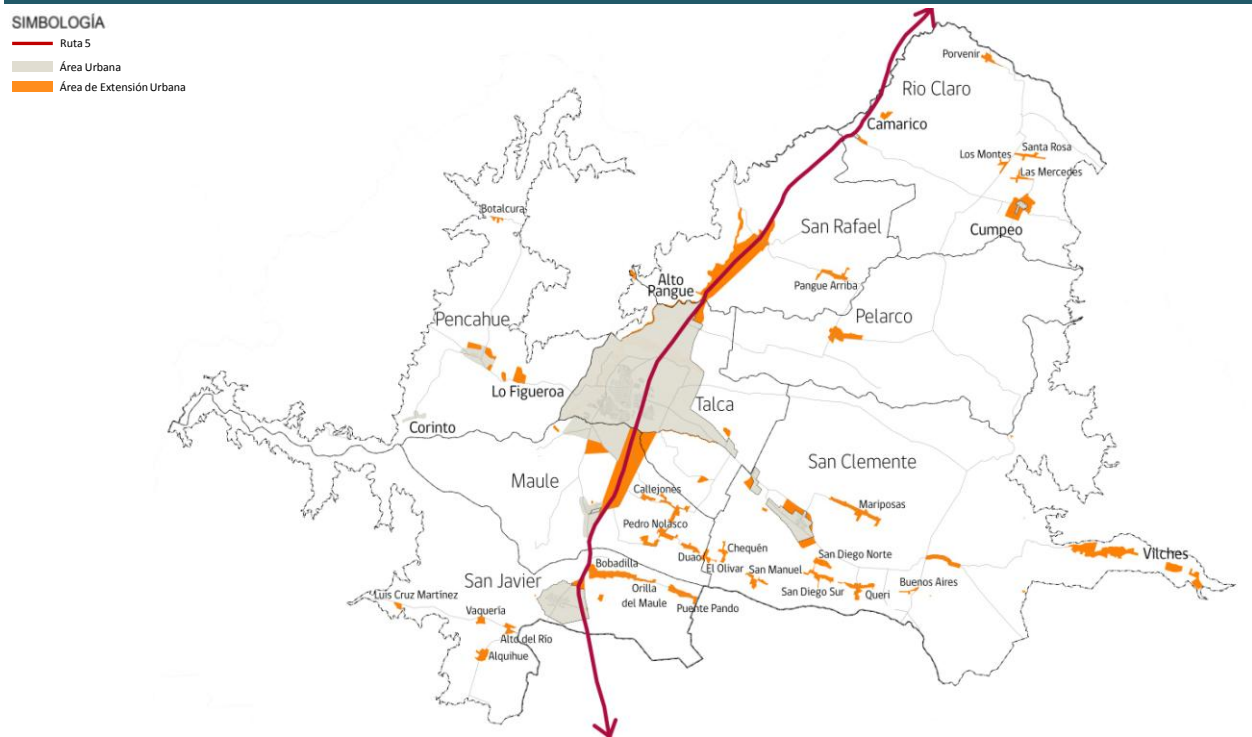 SIMBOLOGÍA
Ruta 5
Área Urbana
Área de Extensión Urbana
Porvenir
Rio Claro
Camarico
Los Montes
Santa Rosa
Las Mercedes
Cumpeo
Botalcura
San Rafael
Alto
Pangue
Pangue Arriba
Pencahue
Pelarco
Lo Figueroa
Talca
Corinto
San Clemente
Maule
Callejones
Mariposas
Pedro Nolasco
Duao
Chequén
El Olivar
San Diego Norte
Vilches
Bobadilla
San Manuel
San Javier
Orilla
del Maule
San Diego Sur
Queri
Buenos Aires
Luis Cruz Martínez
Puente Pando
Vaquería
Alto del Río
Alquihue